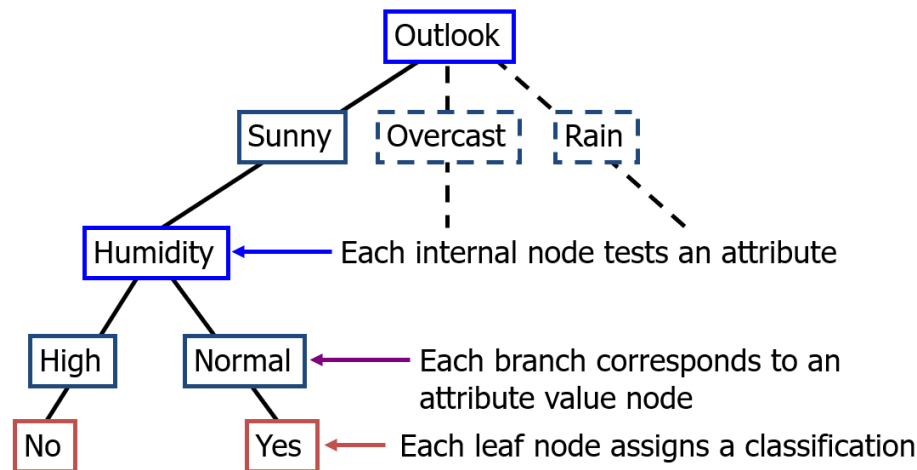 Outlook
Sunny
Overcast
Rain
Humidity
Each internal node tests an attribute
High
Normal
Each branch corresponds to an
attribute value node
No
Yes
Each leaf node assigns a classification